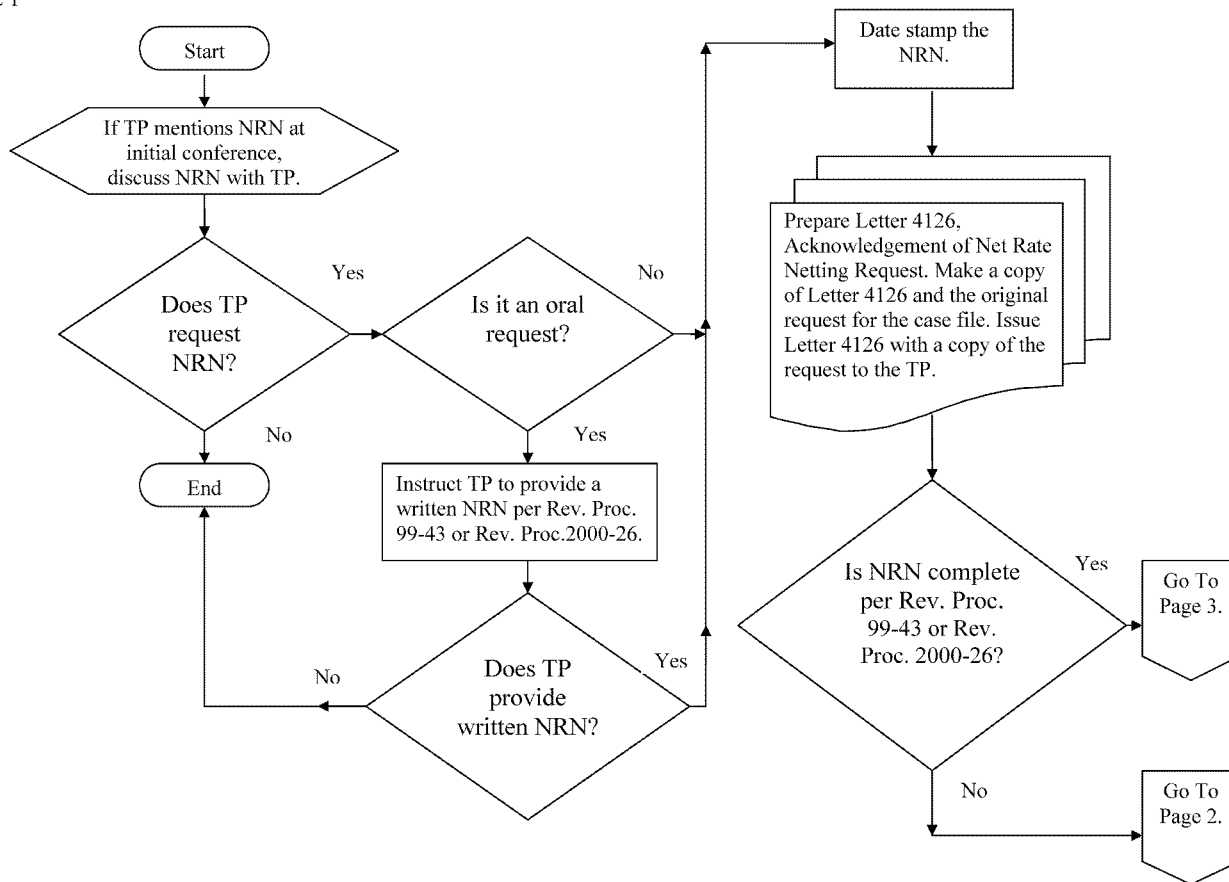 Start
If TP mentions NRN at
initial conference,
discuss NRN with TP.
Does TP
request
NRN?
Yes
No
Is it an oral
request?
No
Yes
End
Instruct TP to provide a
written NRN per Rev. Proc.
99-43 or Rev. Proc.2000-26.
Does TP
provide
written NRN?
No
Yes
Date stamp the
NRN.
Prepare Letter 4126,
Acknowledgement of Net Rate
Netting Request. Make a copy
of Letter 4126 and the original
request for the case file. Issue
Letter 4126 with a copy of the
request to the TP.
Is NRN complete
per Rev. Proc.
99-43 or Rev.
Proc. 2000-26?
Yes
Go To
Page 3.
No
Go To
Page 2.